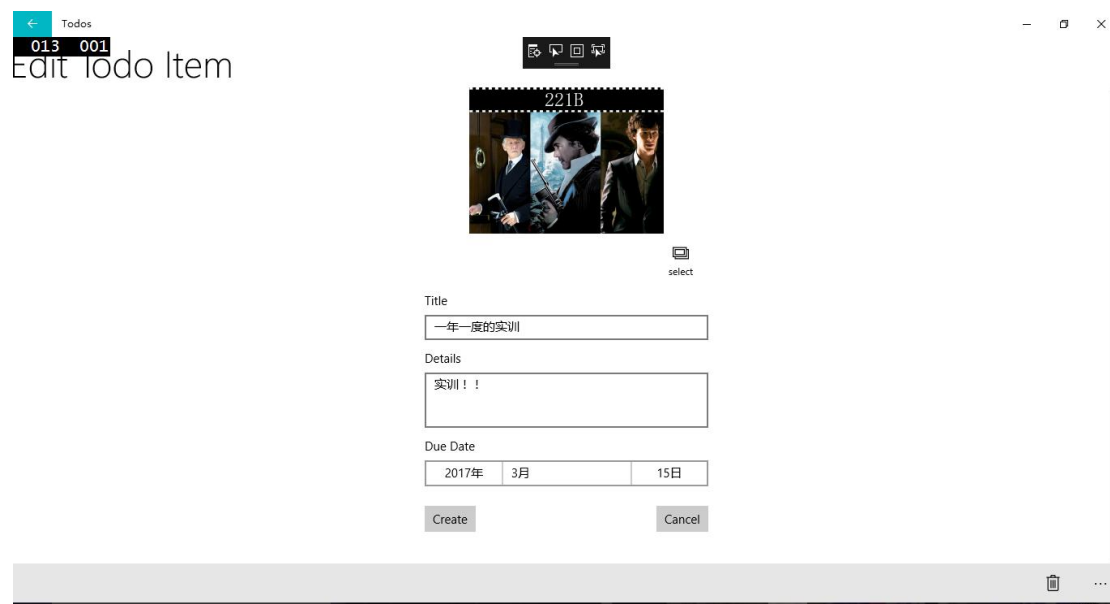 Todos
013 001
Edit Todo Item
221B
select
Title
一年一度的实训
Details
实训！！
Due Date
2017年 3月 15日
Create Cancel